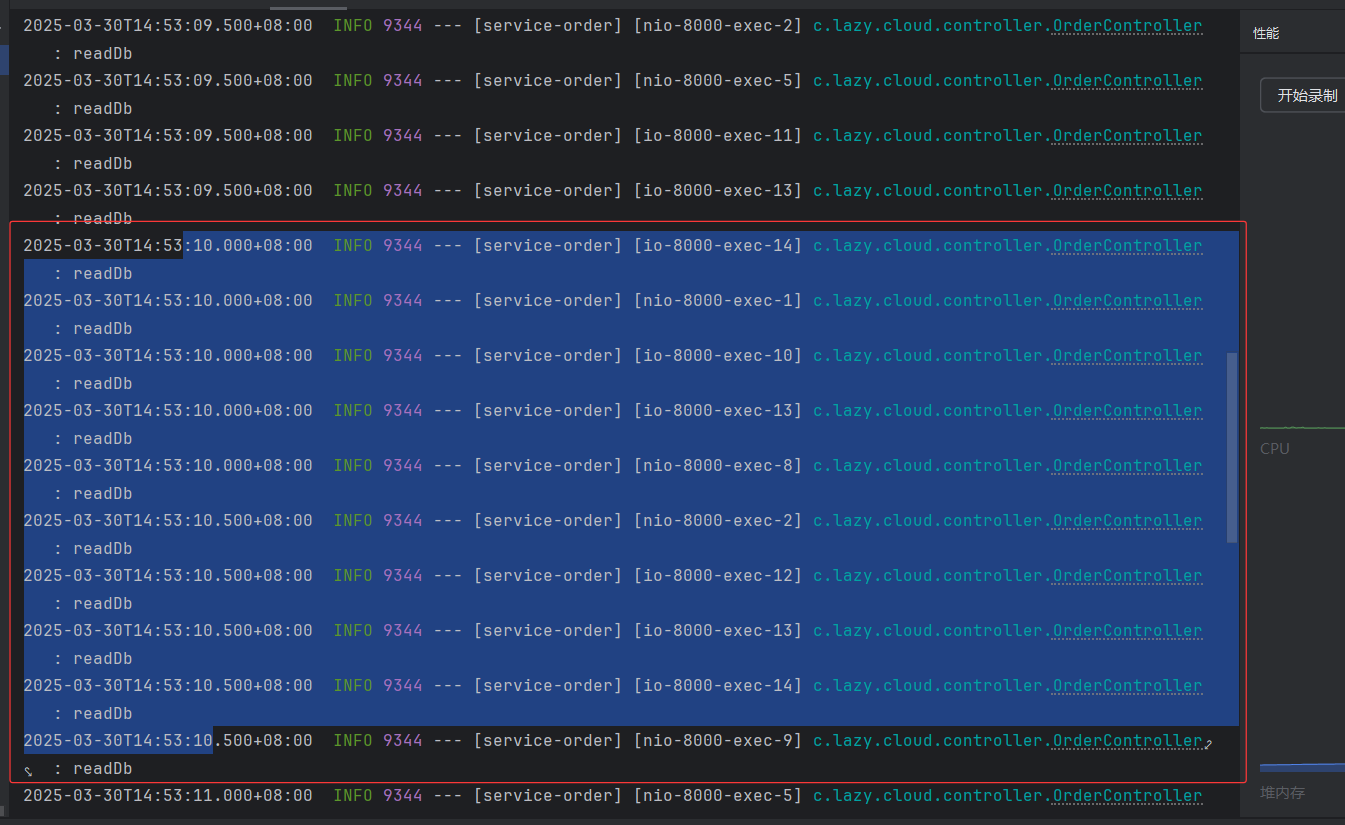 2025-03-30T14:53:09.500+08:00  INFO 9344 --- [service-order] [nio-8000-exec-2] c.lazy.cloud.controller.OrderController
: readDb
2025-03-30T14:53:09.500+08:00  INFO 9344 --- [service-order] [nio-8000-exec-5] c.lazy.cloud.controller.OrderController
: readDb
2025-03-30T14:53:09.500+08:00  INFO 9344 --- [service-order] [io-8000-exec-11] c.lazy.cloud.controller.OrderController
: readDb
2025-03-30T14:53:09.500+08:00  INFO 9344 --- [service-order] [io-8000-exec-13] c.lazy.cloud.controller.OrderController
: readDb
2025-03-30T14:53:10.000+08:00  INFO 9344 --- [service-order] [io-8000-exec-14] c.lazy.cloud.controller.OrderController
: readDb
2025-03-30T14:53:10.000+08:00  INFO 9344 --- [service-order] [nio-8000-exec-1] c.lazy.cloud.controller.OrderController
: readDb
2025-03-30T14:53:10.000+08:00  INFO 9344 --- [service-order] [io-8000-exec-10] c.lazy.cloud.controller.OrderController
: readDb
2025-03-30T14:53:10.000+08:00  INFO 9344 --- [service-order] [io-8000-exec-13] c.lazy.cloud.controller.OrderController
: readDb
2025-03-30T14:53:10.000+08:00  INFO 9344 --- [service-order] [nio-8000-exec-8] c.lazy.cloud.controller.OrderController
: readDb
2025-03-30T14:53:10.500+08:00  INFO 9344 --- [service-order] [nio-8000-exec-2] c.lazy.cloud.controller.OrderController
: readDb
2025-03-30T14:53:10.500+08:00  INFO 9344 --- [service-order] [io-8000-exec-12] c.lazy.cloud.controller.OrderController
: readDb
2025-03-30T14:53:10.500+08:00  INFO 9344 --- [service-order] [io-8000-exec-13] c.lazy.cloud.controller.OrderController
: readDb
2025-03-30T14:53:10.500+08:00  INFO 9344 --- [service-order] [io-8000-exec-14] c.lazy.cloud.controller.OrderController
: readDb
2025-03-30T14:53:10.500+08:00  INFO 9344 --- [service-order] [nio-8000-exec-9] c.lazy.cloud.controller.OrderController
: readDb
2025-03-30T14:53:11.000+08:00  INFO 9344 --- [service-order] [nio-8000-exec-5] c.lazy.cloud.controller.OrderController
性能
开始录制
CPU
堆内存